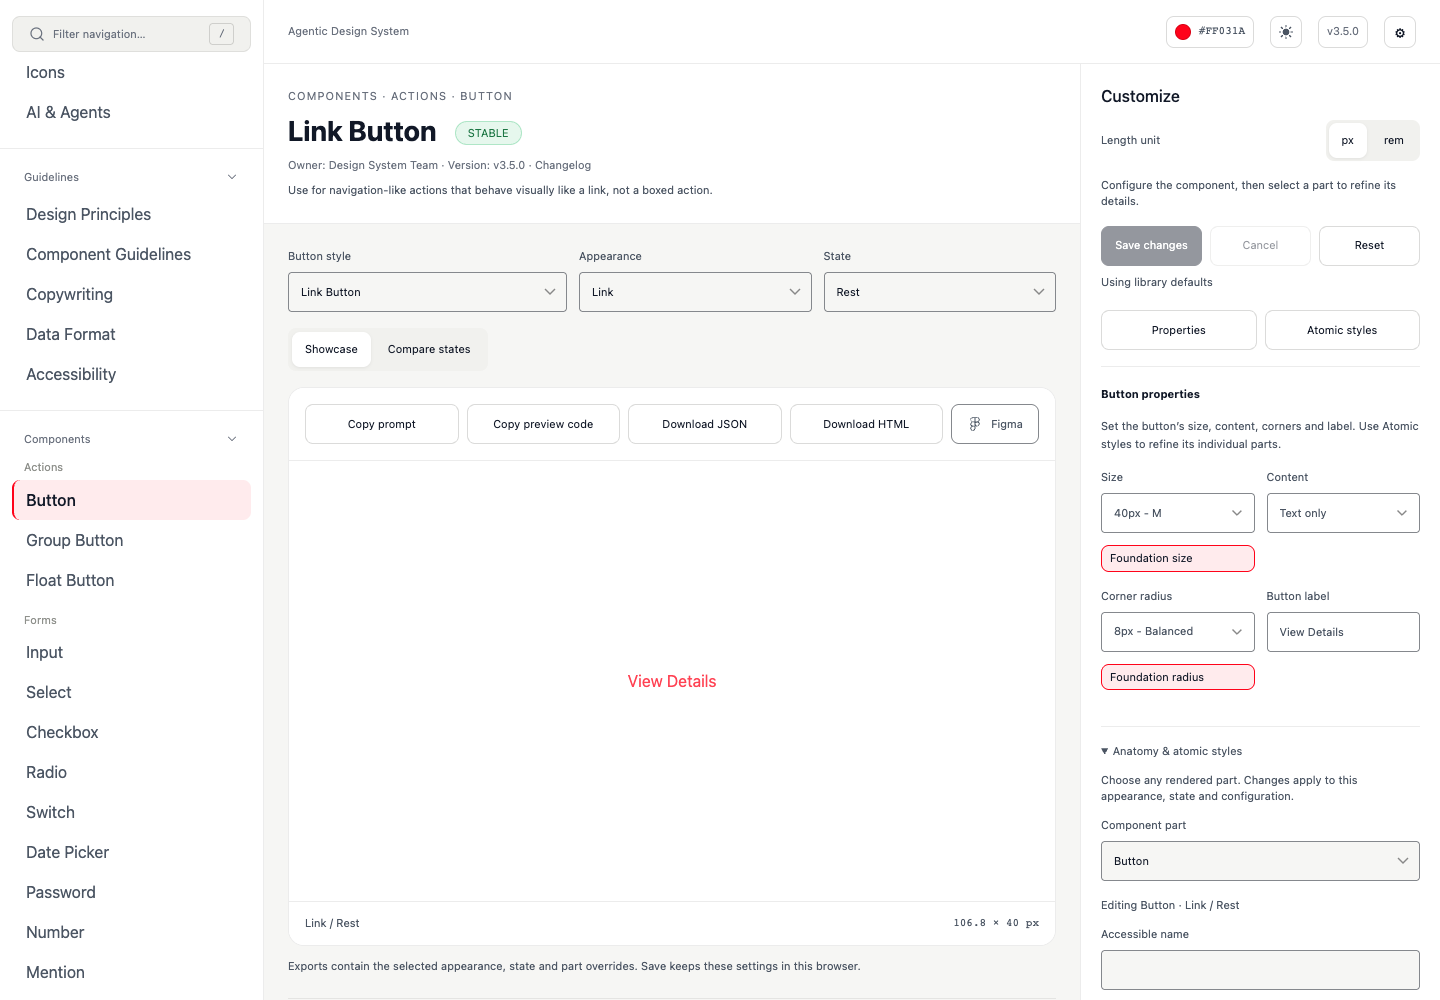 Filter navigation...
/
Icons
AI & Agents
Guidelines
Design Principles
Component Guidelines
Copywriting
Data Format
Accessibility
Components
Actions
Button
Group Button
Float Button
Forms
Input
Select
Checkbox
Radio
Switch
Date Picker
Password
Number
Mention
Agentic Design System
#FF031A
v3.5.0
COMPONENTS · ACTIONS · BUTTON
Link Button
STABLE
Owner: Design System Team · Version: v3.5.0 · Changelog
Use for navigation-like actions that behave visually like a link, not a boxed action.
Button style
Appearance
State
Link Button
Link
Rest
Showcase
Compare states
Copy prompt
Copy preview code
Download JSON
Download HTML
Figma
View Details
Link / Rest
106.8 × 40 px
Exports contain the selected appearance, state and part overrides. Save keeps these settings in this browser.
Customize
Length unit
px
rem
Configure the component, then select a part to refine its
details.
Save changes
Cancel
Reset
Using library defaults
Properties
Atomic styles
Button properties
Set the button's size, content, corners and label. Use Atomic
styles to refine its individual parts.
Size
Content
40px - M
Text only
Foundation size
Corner radius
Button label
8px - Balanced
View Details
Foundation radius
▼ Anatomy & atomic styles
Choose any rendered part. Changes apply to this
appearance, state and configuration.
Component part
Button
Editing Button · Link / Rest
Accessible name